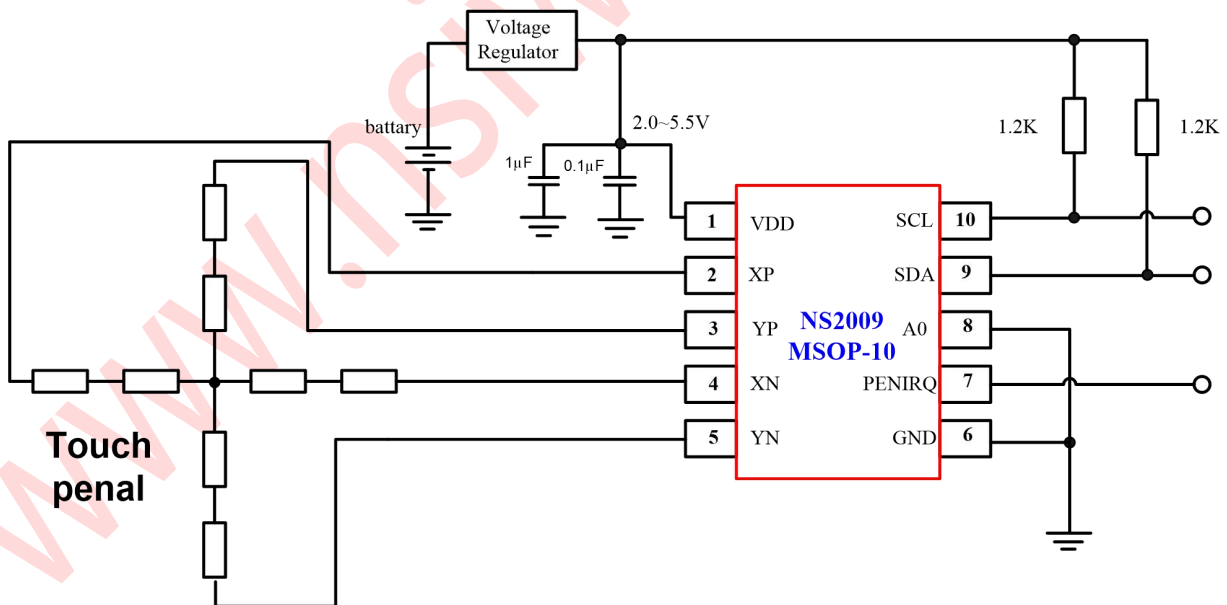 Voltage
Regulator
battary
2.0~5.5V
1.2K
1.2K
1µF
0.1µF
1
VDD
SCL
10
2
XP
SDA
9
3
YP
NS2009
A0
8
MSOP-10
4
XN
PENIRQ
7
5
YN
GND
6
Touch
penal